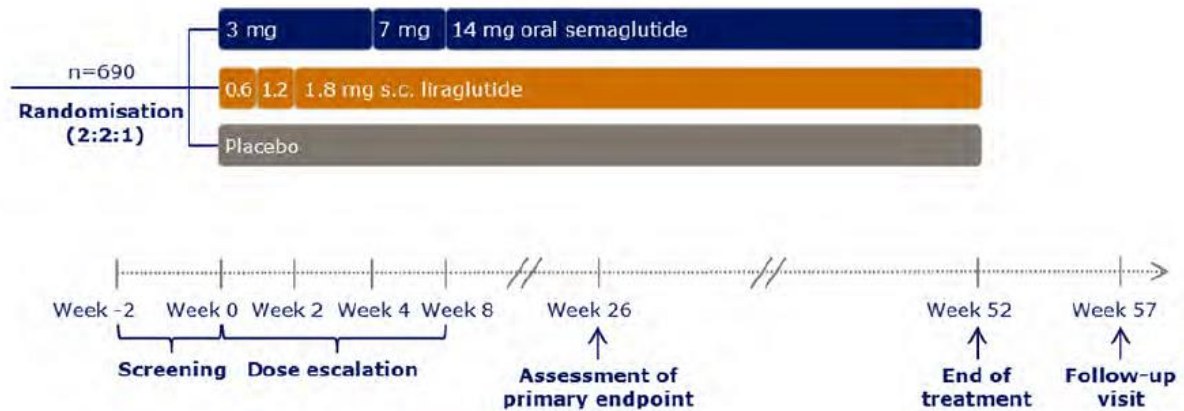 3 mg 7 mg 14 mg oral semaglutide
n=690
Randomisation
(2:2:1)
0.6 1.2 1.8 mg s.c. liraglutide
Placebo
Week -2 Week 0 Week 2 Week 4 Week 8 Week 26 Week 52 Week 57
Screening Dose escalation
Assessment of
primary endpoint
End of
treatment
Follow-up
visit